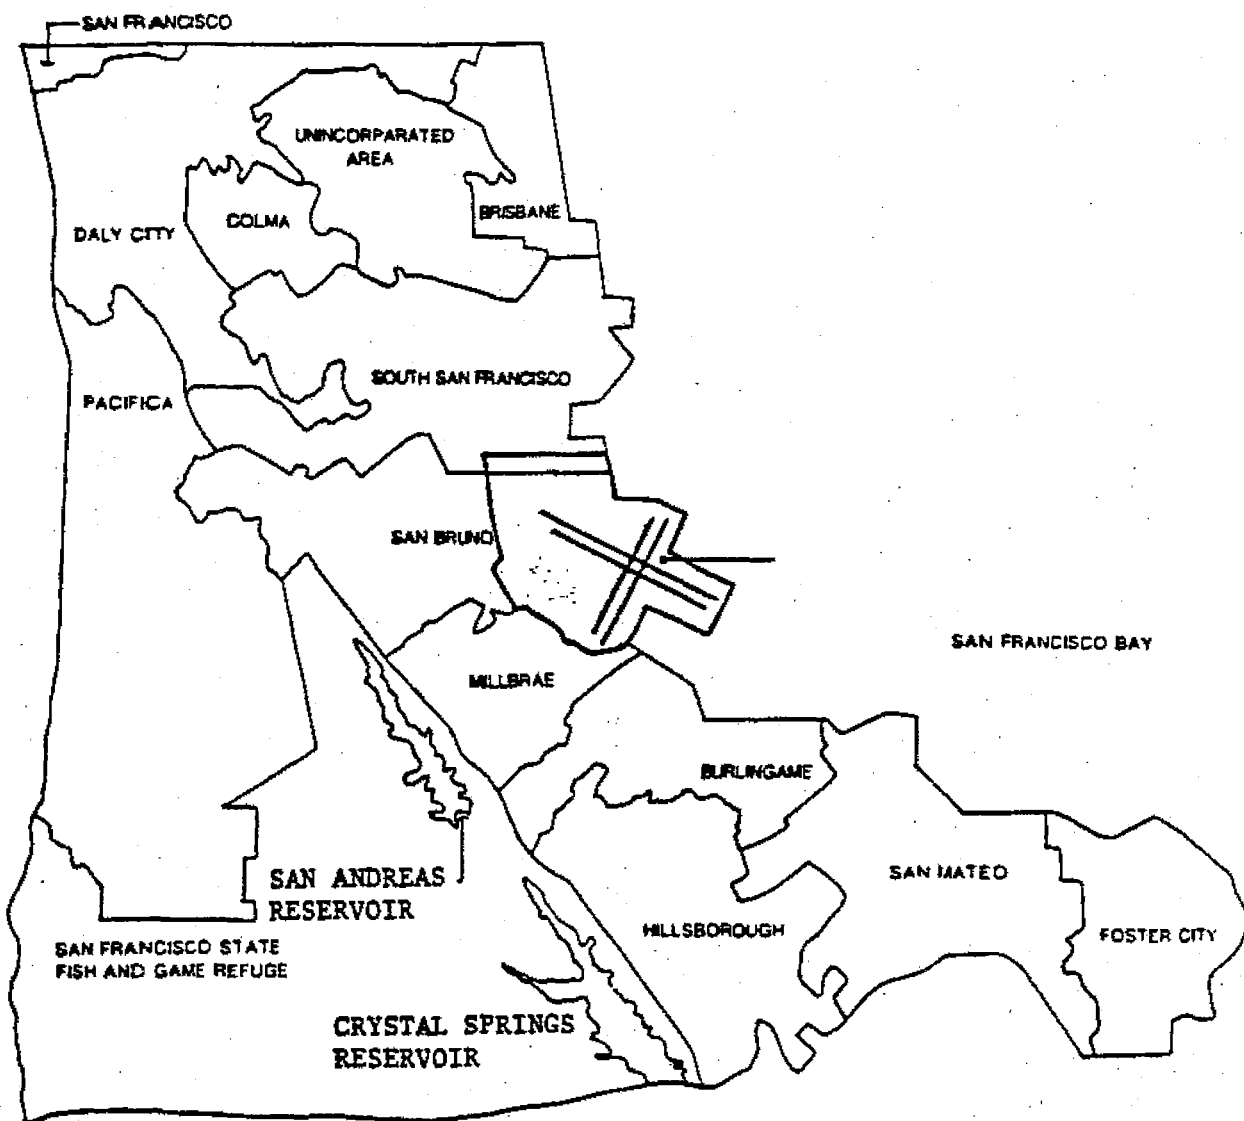 SAN FRANCISCO
UNINCORPARATED
AREA
BRISBANE
COLMA
DALY CITY
SOUTH SAN FRANCISCO
PACIFICA
SAN BRUNO
SAN FRANCISCO BAY
MILLBRAE
BURLINGAME
SAN ANDREAS
RESERVOIR
SAN MATEO
HILLSBOROUGH
FOSTER CITY
SAN FRANCISCO STATE
FISH AND GAME REFUGE
CRYSTAL SPRINGS
RESERVOIR